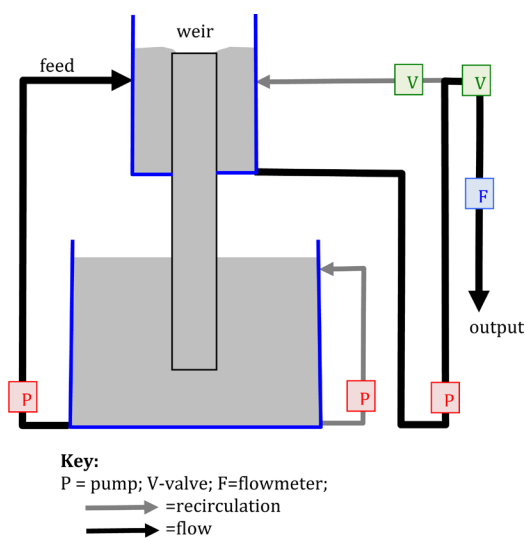 weir
feed
V
V
F
output
P
P
P
Key:
P = pump; V-valve; F=flowmeter;
=recirculation
=flow